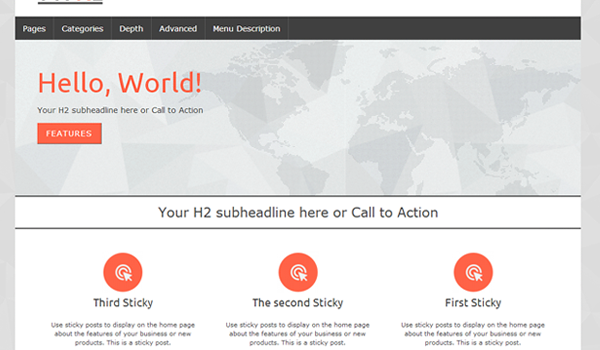 Pages Categories Depth Advanced Menu Description
Hello, World!
Your H2 subheadline here or Call to Action
FEATURES
Your H2 subheadline here or Call to Action
Third Sticky
Use sticky posts to display on the home page
about the features of your business or new
products. This is a sticky post.
The second Sticky
Use sticky posts to display on the home page
about the features of your business or new
products. This is a sticky post.
First Sticky
Use sticky posts to display on the home page
about the features of your business or new
products. This is a sticky post.